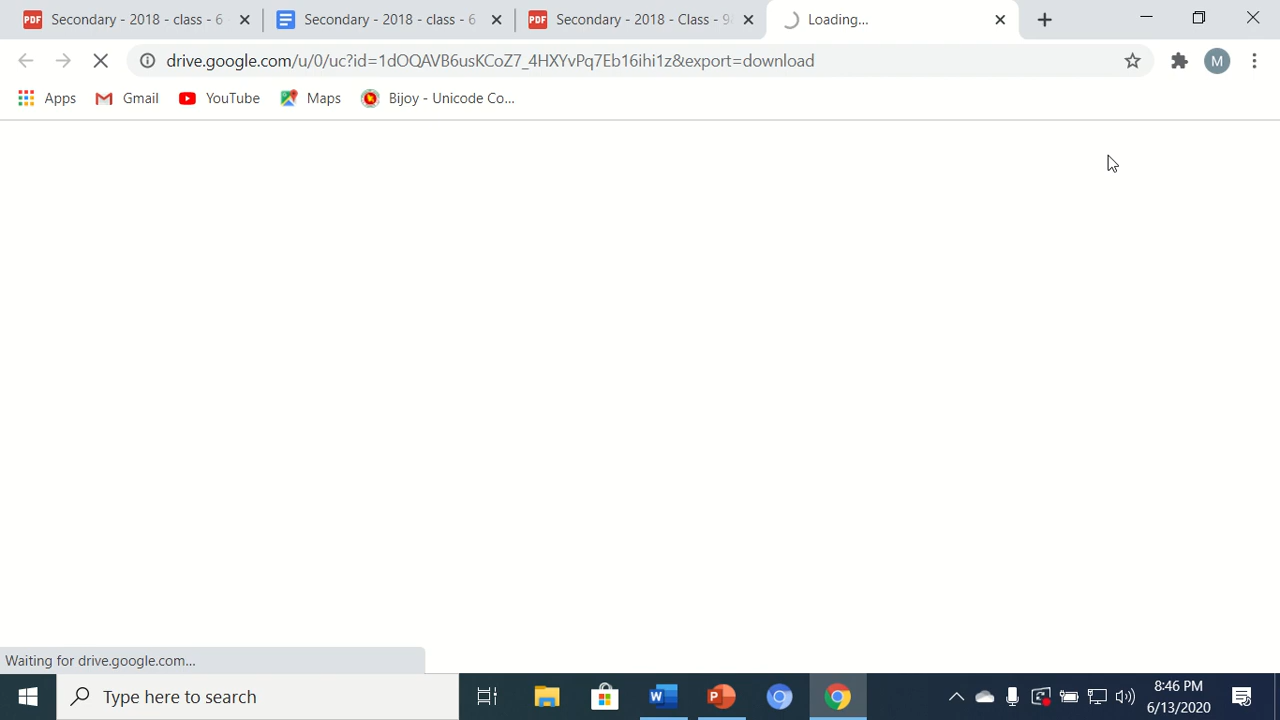 Secondary - 2018 - class - 6
Secondary - 2018 - class - 6
Secondary - 2018 - Class - 9
Loading...
drive.google.com/u/0/uc?id=1dOQAVB6usKCoZ7_4HXYvPq7Eb16ihi1z&export=download
M
Apps
Gmail
YouTube
Maps
Bijoy - Unicode Co...
Waiting for drive.google.com...
Type here to search
8:46 PM
6/13/2020